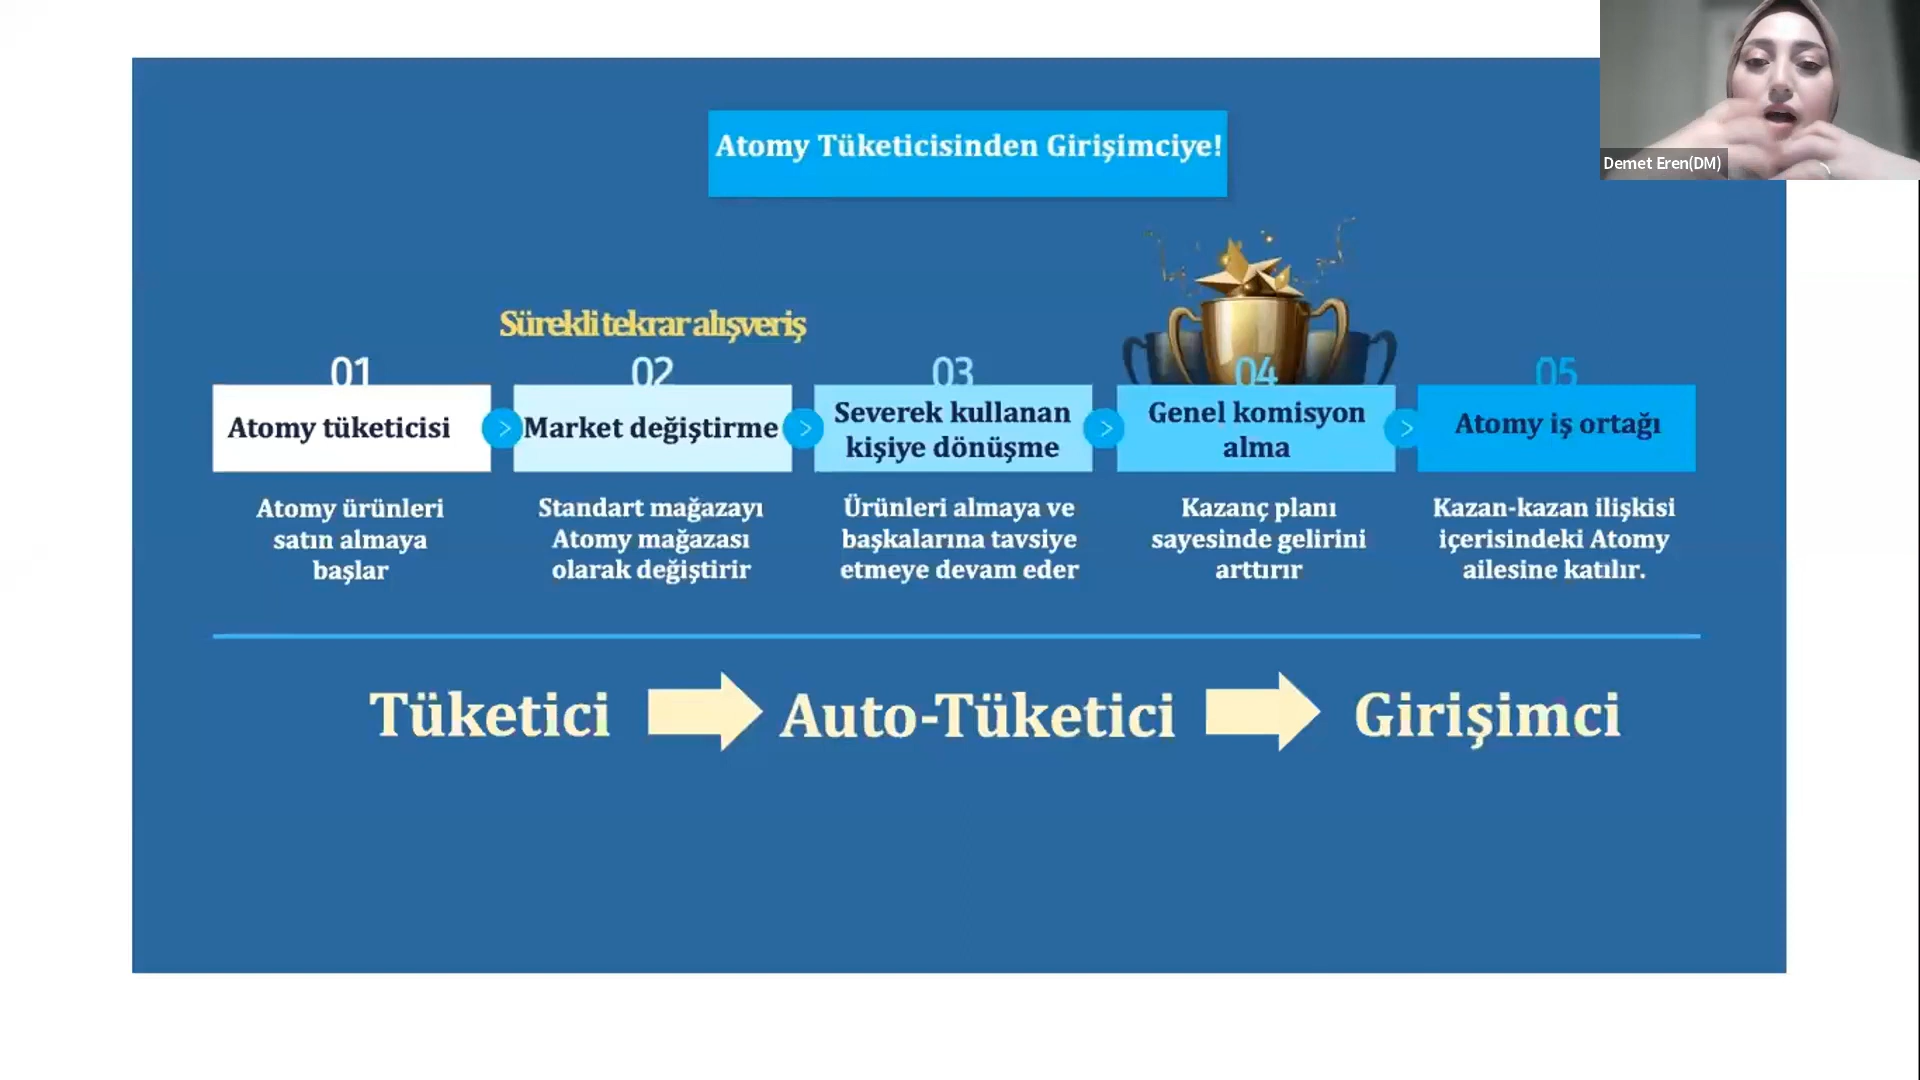 Atomy Tüketicisinden Girişimciye!
Demet Eren(DM)
Sürekli tekrar alışveriş
01
Atomy tüketicisi
Atomy ürünleri
satın almaya
başlar
02
Market değiştirme
Standart mağazayı
Atomy mağazası
olarak değiştirir
03
Severek kullanan
kişiye dönüşme
Ürünleri almaya ve
başkalarına tavsiye
etmeye devam eder
04
Genel komisyon
alma
Kazanç planı
sayesinde gelirini
arttırır
05
Atomy iş ortağı
Kazan-kazan ilişkisi
içerisindeki Atomy
ailesine katılır.
Tüketici Auto-Tüketici Girişimci